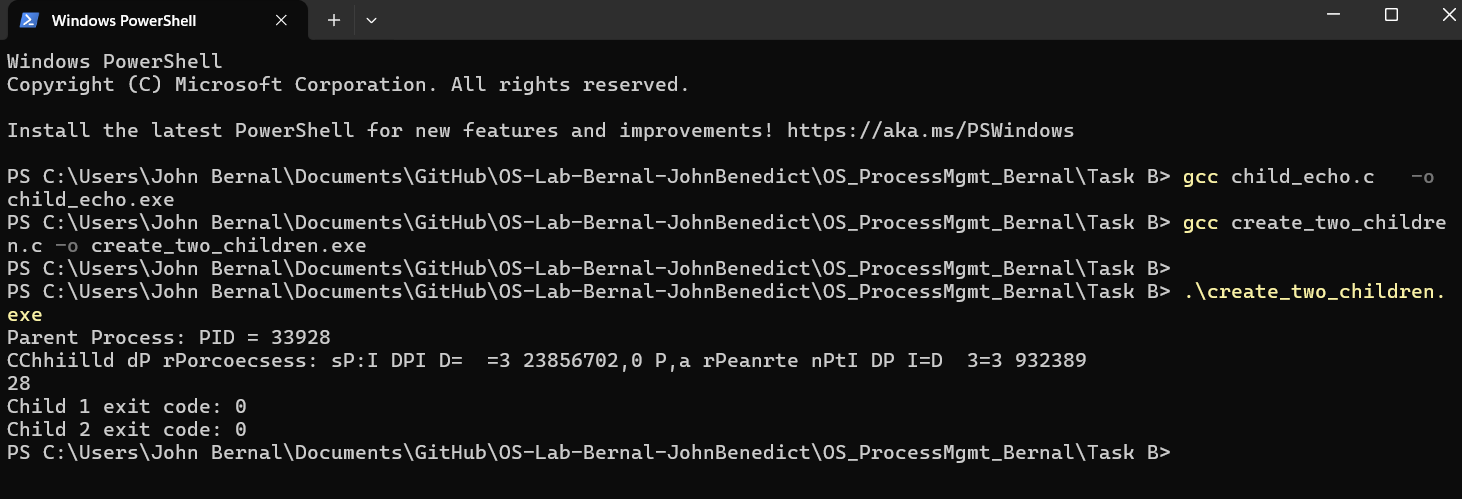 Windows PowerShell
Windows PowerShell
Copyright (C) Microsoft Corporation. All rights reserved.
Install the latest PowerShell for new features and improvements! https://aka.ms/PSWindows
PS C:\Users\John Bernal\Documents\GitHub\OS-Lab-Bernal-JohnBenedict\OS_ProcessMgmt_Bernal\Task B> gcc child_echo.c   -o
child_echo.exe
PS C:\Users\John Bernal\Documents\GitHub\OS-Lab-Bernal-JohnBenedict\OS_ProcessMgmt_Bernal\Task B> gcc create_two_childre
n.c -o create_two_children.exe
PS C:\Users\John Bernal\Documents\GitHub\OS-Lab-Bernal-JohnBenedict\OS_ProcessMgmt_Bernal\Task B>
PS C:\Users\John Bernal\Documents\GitHub\OS-Lab-Bernal-JohnBenedict\OS_ProcessMgmt_Bernal\Task B> .\create_two_children.
exe
Parent Process: PID = 33928
CChhiilld dP rPorcoecsess: sP:I DPI D=  =3 23856702,0 P,a rPeanrte nPtI DP I=D  3=3 932389
28
Child 1 exit code: 0
Child 2 exit code: 0
PS C:\Users\John Bernal\Documents\GitHub\OS-Lab-Bernal-JohnBenedict\OS_ProcessMgmt_Bernal\Task B>